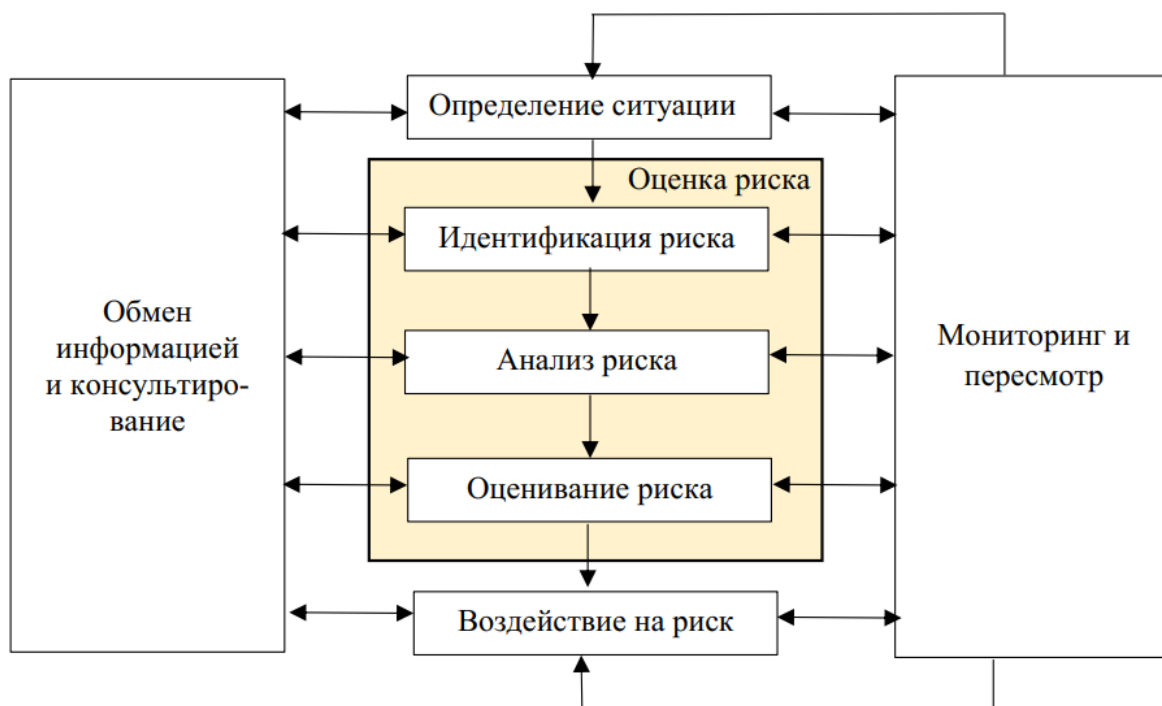 Определение ситуации
Оценка риска
Идентификация риска
Обмен
информацией
и консультиро-
вание
Анализ риска
Мониторинг и
пересмотр
Оценивание риска
Воздействие на риск